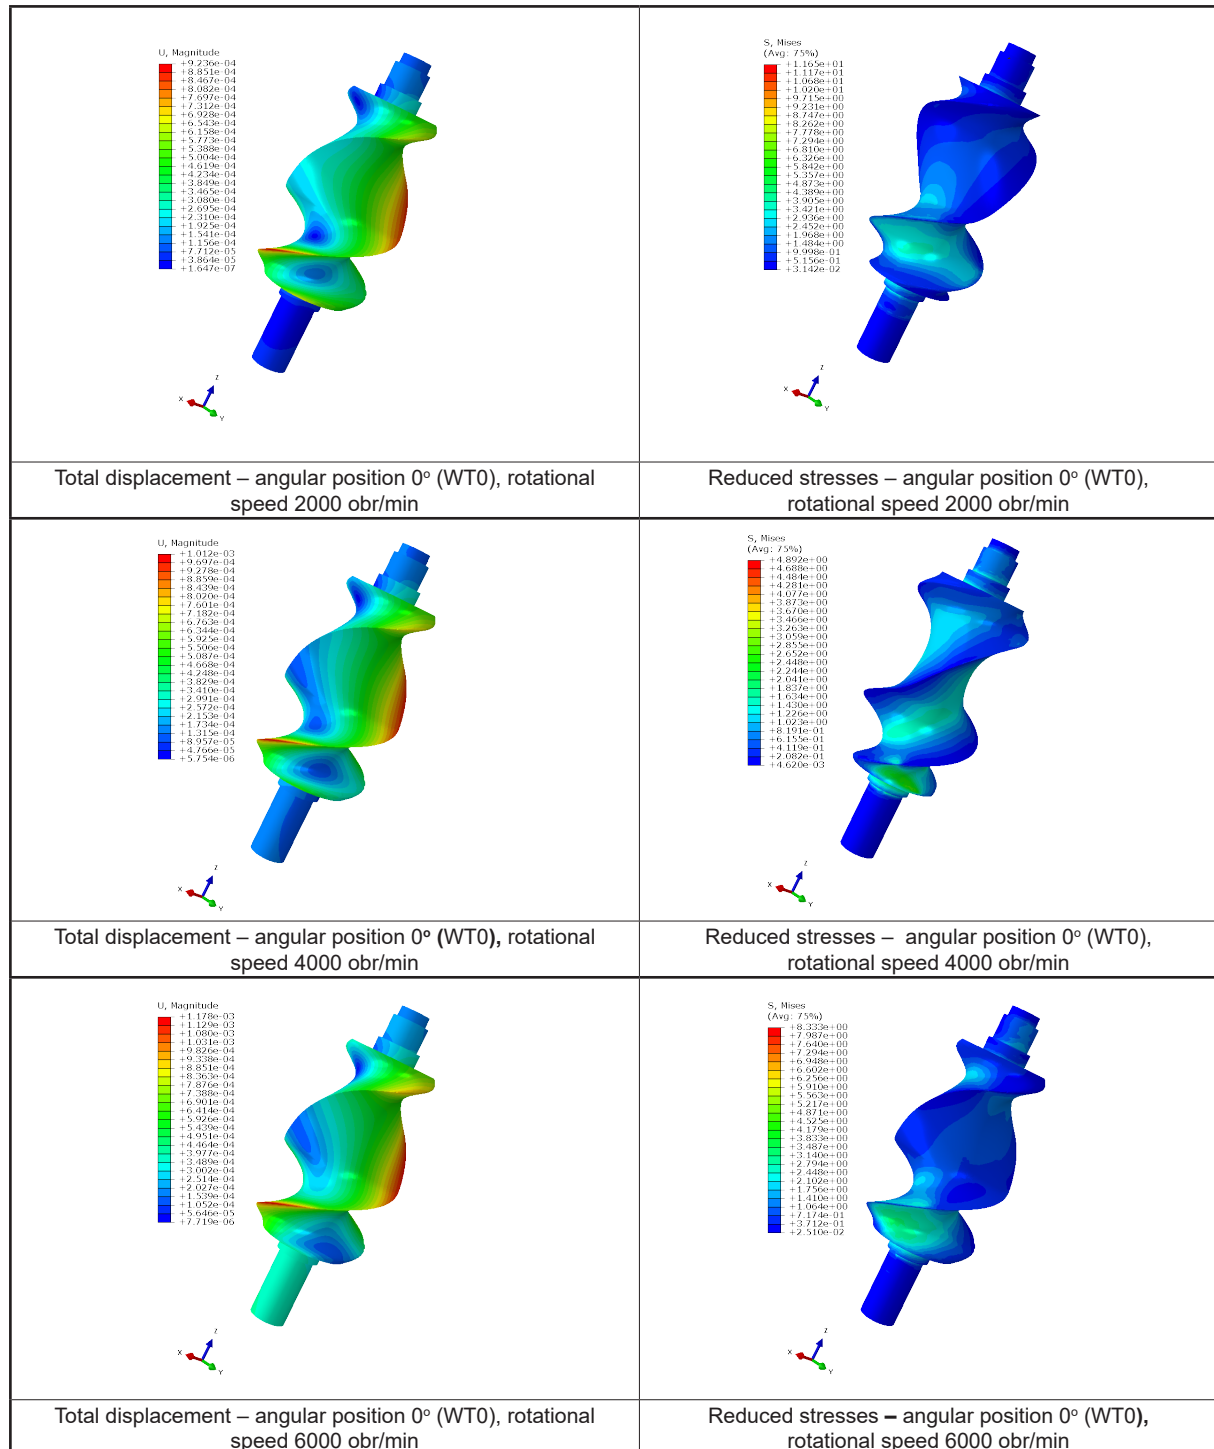 U, Magnitude
+9.236e-04
+8.851e-04
+8.467e-04
+8.082e-04
+7.697e-04
+7.312e-04
+6.928e-04
+6.543e-04
+6.158e-04
+5.773e-04
+5.388e-04
+5.004e-04
+4.619e-04
+4.234e-04
+3.849e-04
+3.465e-04
+3.080e-04
+2.695e-04
+2.310e-04
+1.925e-04
+1.541e-04
+1.156e-04
+7.712e-05
+3.864e-05
+1.647e-07
X
Y
Z
S, Mises
(Avg: 75%)
+1.165e+01
+1.117e+01
+1.068e+01
+1.020e+01
+9.715e+00
+9.231e+00
+8.747e+00
+8.262e+00
+7.778e+00
+7.294e+00
+6.810e+00
+6.326e+00
+5.842e+00
+5.357e+00
+4.873e+00
+4.389e+00
+3.905e+00
+3.421e+00
+2.936e+00
+2.452e+00
+1.968e+00
+1.484e+00
+9.998e-01
+5.156e-01
+3.142e-02
X
Y
Z
Total displacement – angular position 0° (WT0), rotational
speed 2000 obr/min
Reduced stresses – angular position 0° (WT0),
rotational speed 2000 obr/min
U, Magnitude
+1.012e-03
+9.697e-04
+9.278e-04
+8.859e-04
+8.439e-04
+8.020e-04
+7.601e-04
+7.182e-04
+6.763e-04
+6.344e-04
+5.925e-04
+5.506e-04
+5.087e-04
+4.668e-04
+4.248e-04
+3.829e-04
+3.410e-04
+2.991e-04
+2.572e-04
+2.153e-04
+1.734e-04
+1.315e-04
+8.957e-05
+4.766e-05
+5.754e-06
X
Y
Z
S, Mises
(Avg: 75%)
+4.892e+00
+4.688e+00
+4.484e+00
+4.281e+00
+4.077e+00
+3.873e+00
+3.670e+00
+3.466e+00
+3.263e+00
+3.059e+00
+2.855e+00
+2.652e+00
+2.448e+00
+2.244e+00
+2.041e+00
+1.837e+00
+1.634e+00
+1.430e+00
+1.226e+00
+1.023e+00
+8.191e-01
+6.155e-01
+4.119e-01
+2.082e-01
+4.620e-03
X
Y
Z
Total displacement – angular position 0° (WT0), rotational
speed 4000 obr/min
Reduced stresses – angular position 0° (WT0),
rotational speed 4000 obr/min
U, Magnitude
+1.178e-03
+1.129e-03
+1.080e-03
+1.031e-03
+9.826e-04
+9.338e-04
+8.851e-04
+8.363e-04
+7.876e-04
+7.388e-04
+6.901e-04
+6.414e-04
+5.926e-04
+5.439e-04
+4.951e-04
+4.464e-04
+3.977e-04
+3.489e-04
+3.002e-04
+2.514e-04
+2.027e-04
+1.539e-04
+1.052e-04
+5.646e-05
+7.719e-06
X
Y
Z
S, Mises
(Avg: 75%)
+8.333e+00
+7.987e+00
+7.640e+00
+7.294e+00
+6.948e+00
+6.602e+00
+6.256e+00
+5.910e+00
+5.563e+00
+5.217e+00
+4.871e+00
+4.525e+00
+4.179e+00
+3.833e+00
+3.487e+00
+3.140e+00
+2.794e+00
+2.448e+00
+2.102e+00
+1.756e+00
+1.410e+00
+1.064e+00
+7.174e-01
+3.712e-01
+2.510e-02
X
Y
Z
Total displacement – angular position 0° (WT0), rotational
speed 6000 obr/min
Reduced stresses – angular position 0° (WT0),
rotational speed 6000 obr/min